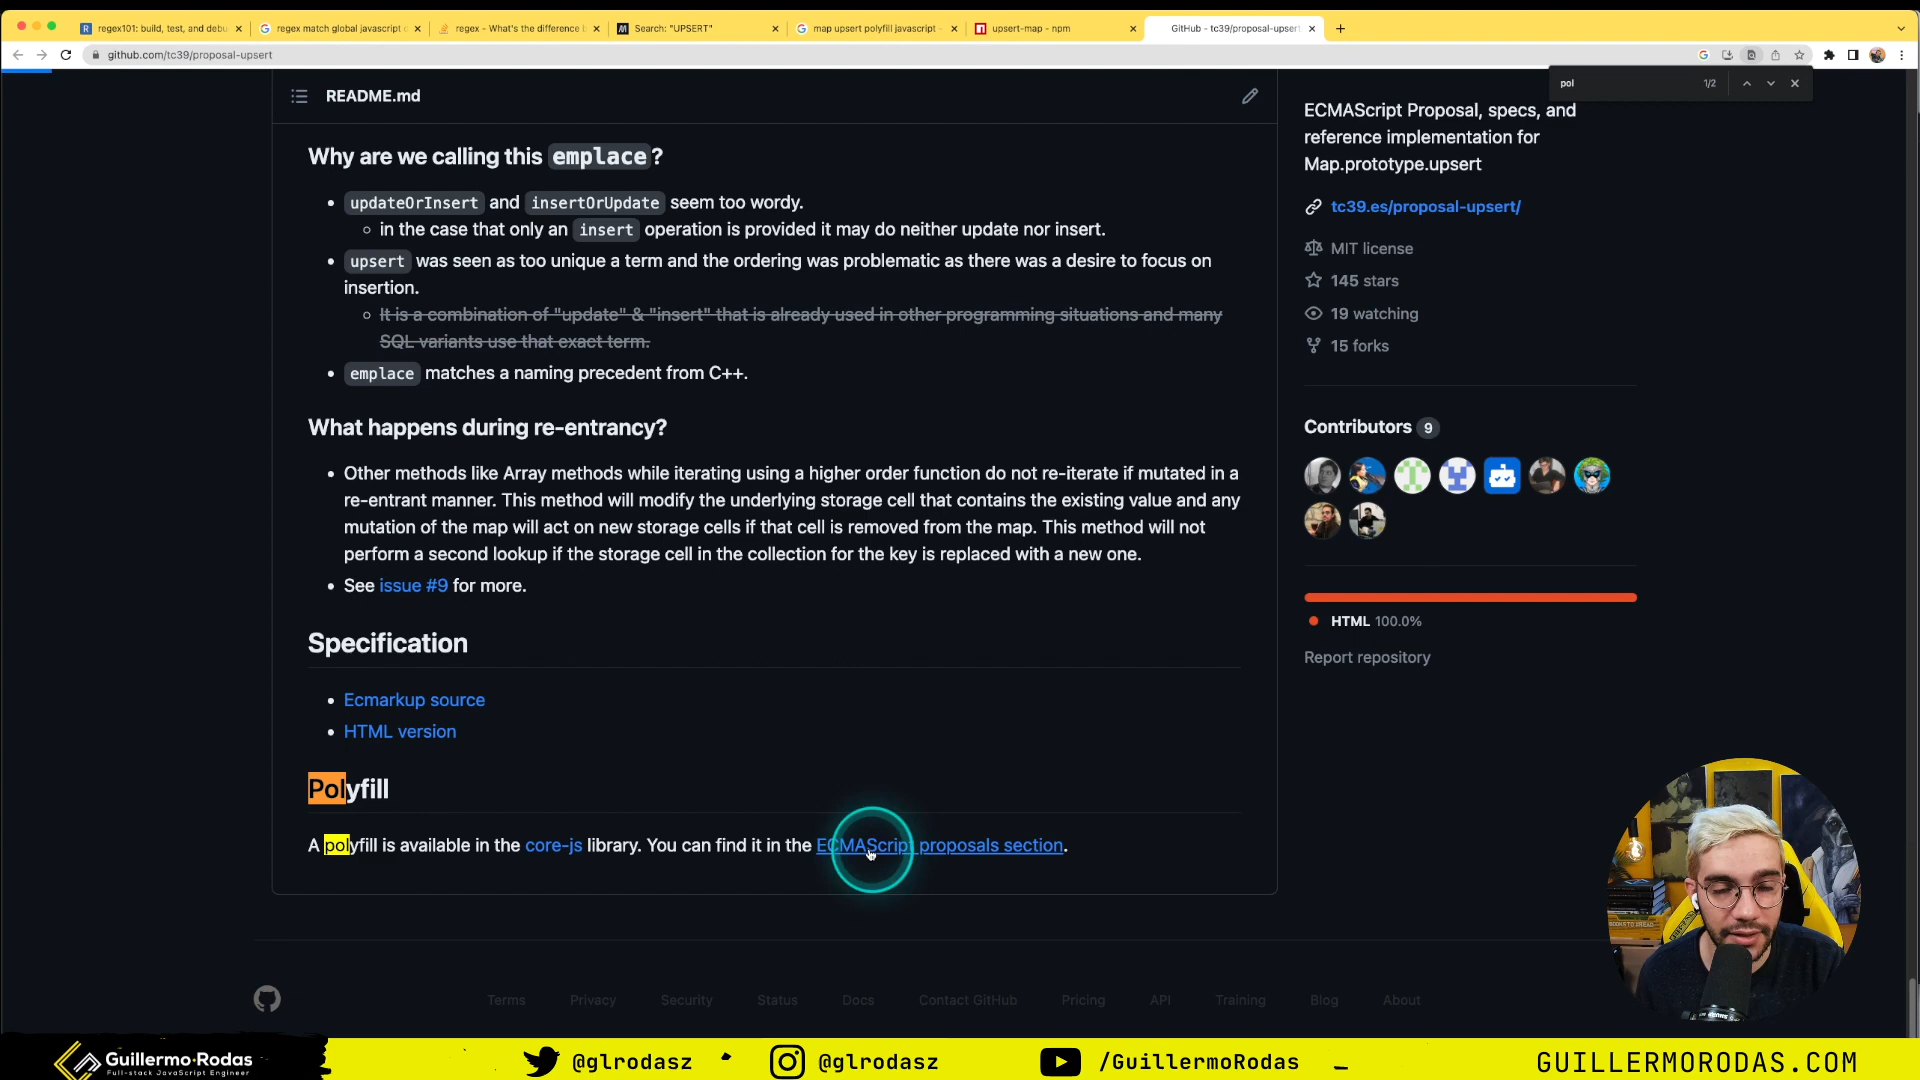 regex101: build, test, and debu
regex match global javascript o
regex - What's the difference b
Search: "UPSERT"
map upsert polyfill javascript -
upsert-map - npm
GitHub - tc39/proposal-upsert
github.com/tc39/proposal-upsert
pol
1/2
README.md
Why are we calling this emplace?
updateOrInsert and insertOrUpdate seem too wordy.
in the case that only an insert operation is provided it may do neither update nor insert.
upsert was seen as too unique a term and the ordering was problematic as there was a desire to focus on
insertion.
It is a combination of "update" & "insert" that is already used in other programming situations and many
SQL variants use that exact term.
emplace matches a naming precedent from C++.
What happens during re-entrancy?
Other methods like Array methods while iterating using a higher order function do not re-iterate if mutated in a
re-entrant manner. This method will modify the underlying storage cell that contains the existing value and any
mutation of the map will act on new storage cells if that cell is removed from the map. This method will not
perform a second lookup if the storage cell in the collection for the key is replaced with a new one.
See issue #9 for more.
Specification
Ecmarkup source
HTML version
Polyfill
A polyfill is available in the core-js library. You can find it in the ECMAScript proposals section.
ECMAScript Proposal, specs, and
reference implementation for
Map.prototype.upsert
tc39.es/proposal-upsert/
MIT license
145 stars
19 watching
15 forks
Contributors 9
HTML 100.0%
Report repository
Terms Privacy Security Status Docs Contact GitHub Pricing API Training Blog About
Guillermo Rodas
Full-stack JavaScript Engineer
@glrodasz
@glrodasz
/GuillermoRodas
GUILLERMORODAS.COM